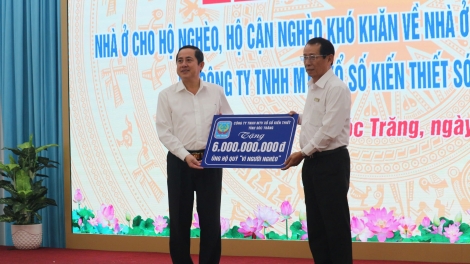 NHÀ Ở CHO HỘ NGHÈO, HỘ CẬN NGHÈO KHÓ KHĂN VỀ NHÀ Ở
CÔNG TY TNHH MTV XỔ SỐ KIẾN THIẾT SÓ
Sóc Trăng, ngày
CÔNG TY TNHH MTV XỔ SỐ KIẾN THIẾT
TỈNH SÓC TRĂNG
Tặng
6.000.000.000 đ
ỦNG HỘ QUỸ "VÌ NGƯỜI NGHÈO"